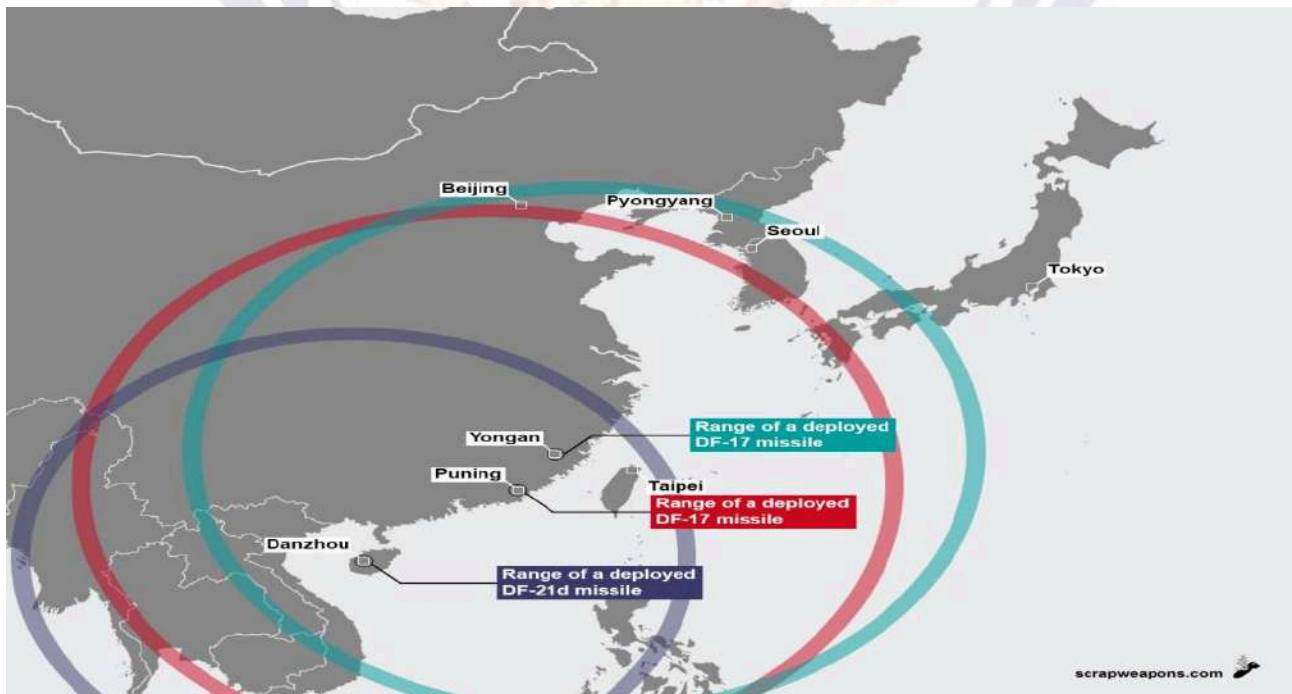 Beijing
Pyongyang
Seoul
Tokyo
Yongan
Range of a deployed
DF-17 missile
Puning
Taipei
Range of a deployed
DF-17 missile
Danzhou
Range of a deployed
DF-21d missile
scrapweapons.com